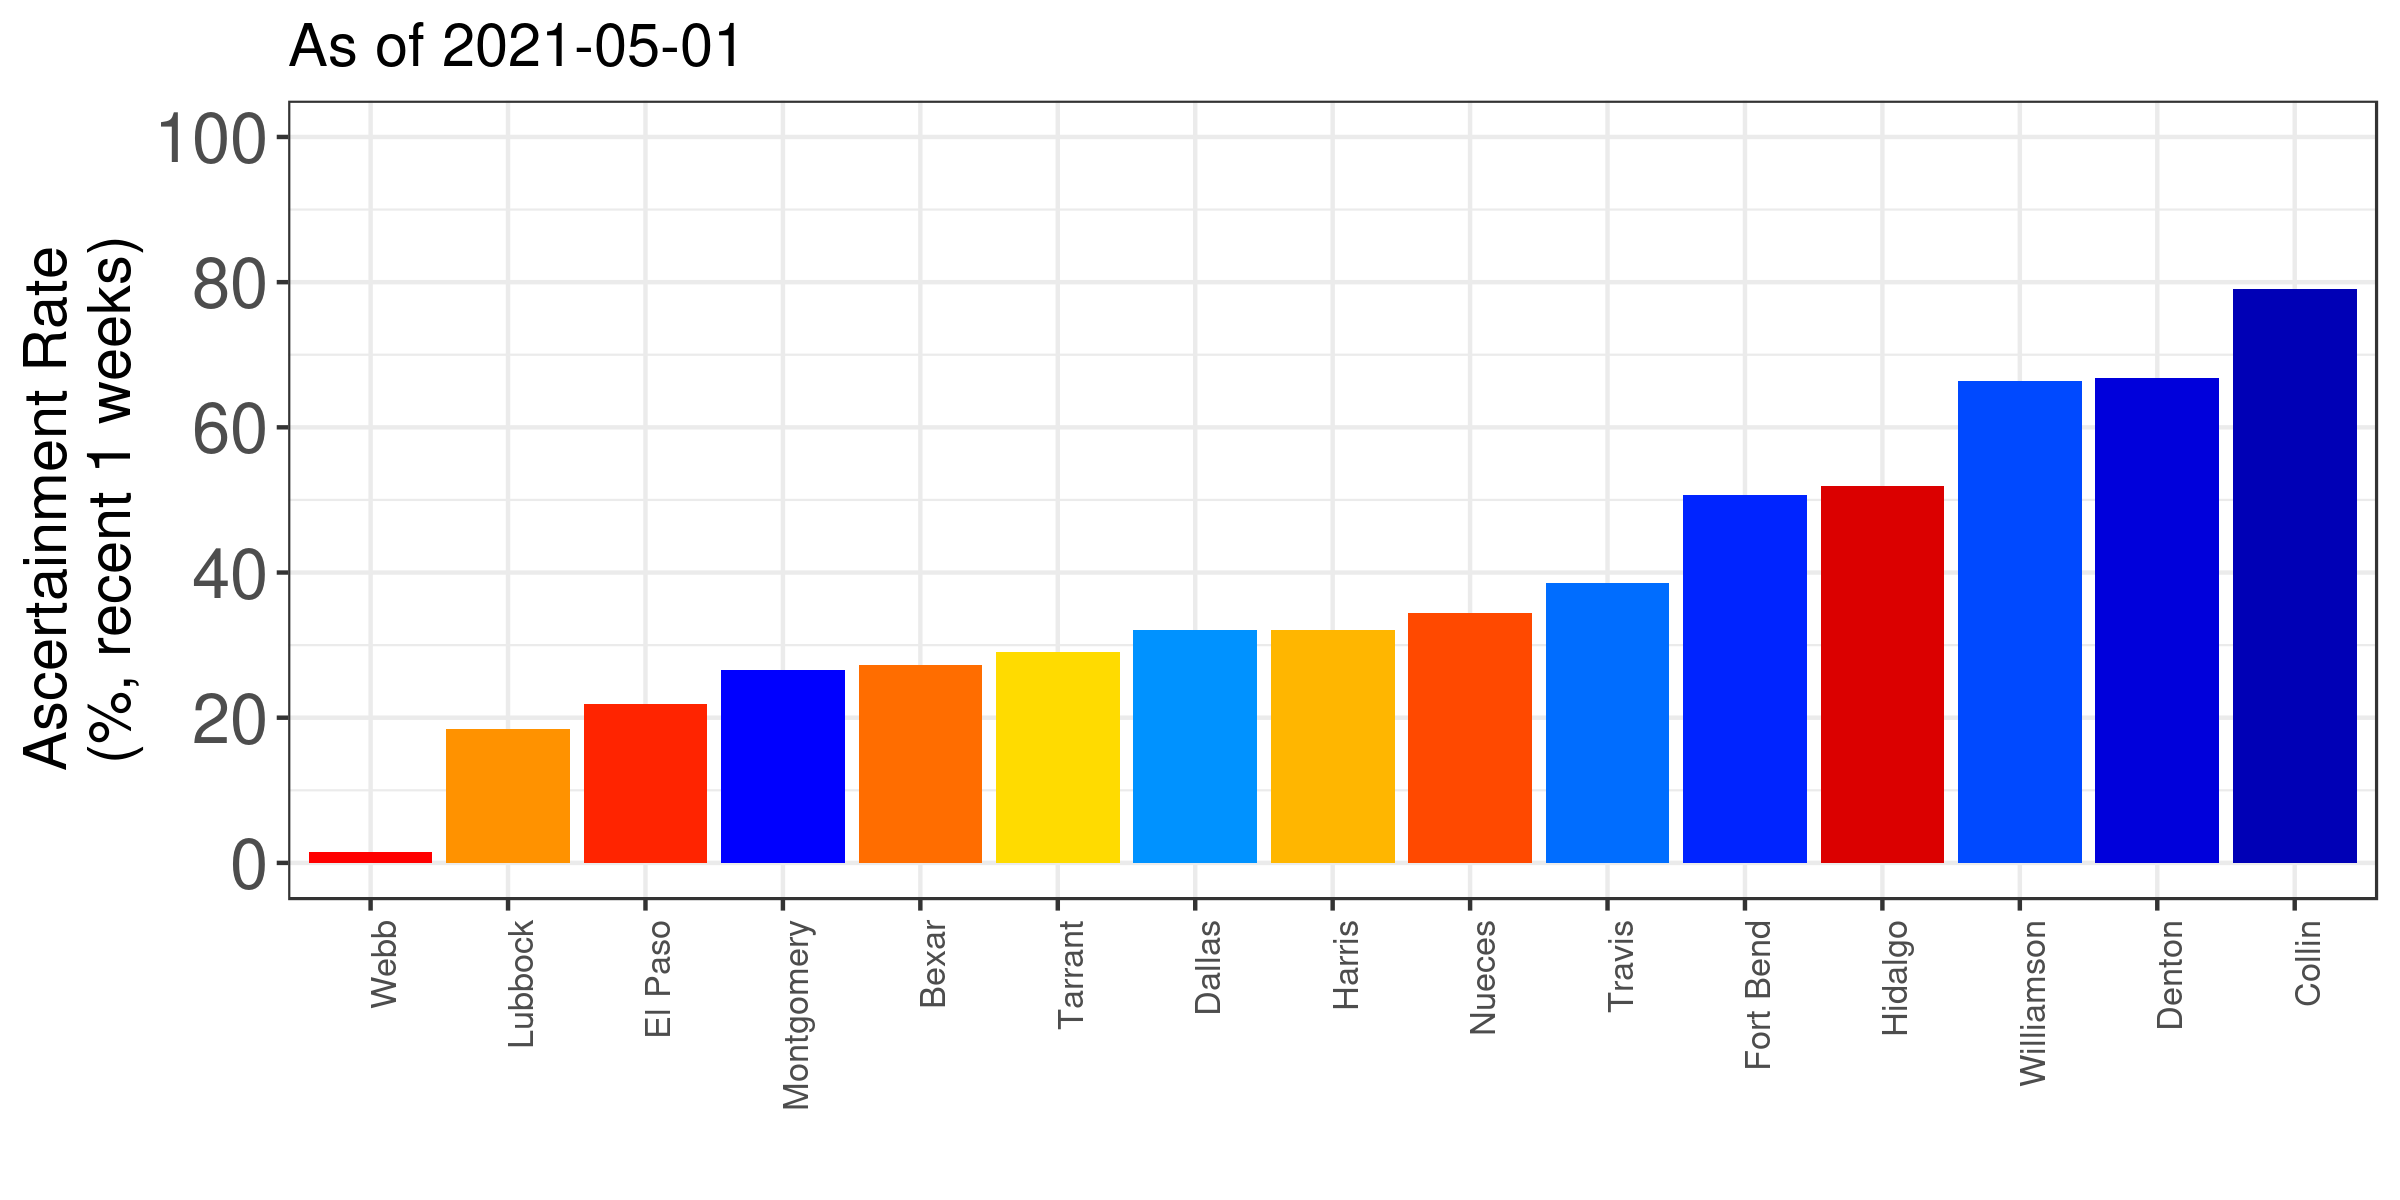 As of 2021-05-01
Ascertainment Rate
(%, recent 1 weeks)
100
80
60
40
20
0
Webb
Lubbock
El Paso
Montgomery
Bexar
Tarrant
Dallas
Harris
Nueces
Travis
Fort Bend
Hidalgo
Williamson
Denton
Collin